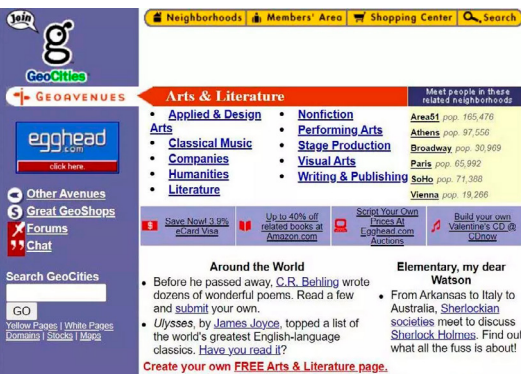 Join
Neighborhoods
Members' Area
Shopping Center
Search
g
GeoCities
GEOAVENUES
Arts & Literature
Meet people in these
related neighborhoods
egghead
.com
click here.
Other Avenues
Great GeoShops
Forums
Chat
Search GeoCities
GO
Yellow Pages | White Pages
Domains | Stocks | Maps
• Applied & Design
Arts
• Classical Music
• Companies
• Humanities
• Literature
• Nonfiction
• Performing Arts
• Stage Production
• Visual Arts
• Writing & Publishing
Area51 pop. 165,476
Athens pop. 97,556
Broadway pop. 30,969
Paris pop. 65,992
SoHo pop. 71,388
Vienna pop. 19,266
$
Save Now! 3.9%
eCard Visa
Up to 40% off
related books at
Amazon.com
Script Your Own
Prices At
Egghead.com
Auctions
Build your own
Valentine's CD @
CDnow
Around the World
• Before he passed away, C.R. Behling wrote
dozens of wonderful poems. Read a few
and submit your own.
• Ulysses, by James Joyce, topped a list of
the world's greatest English-language
classics. Have you read it?
Create your own FREE Arts & Literature page.
Elementary, my dear
Watson
• From Arkansas to Italy to
Australia, Sherlockian
societies meet to discuss
Sherlock Holmes. Find out
what all the fuss is about!